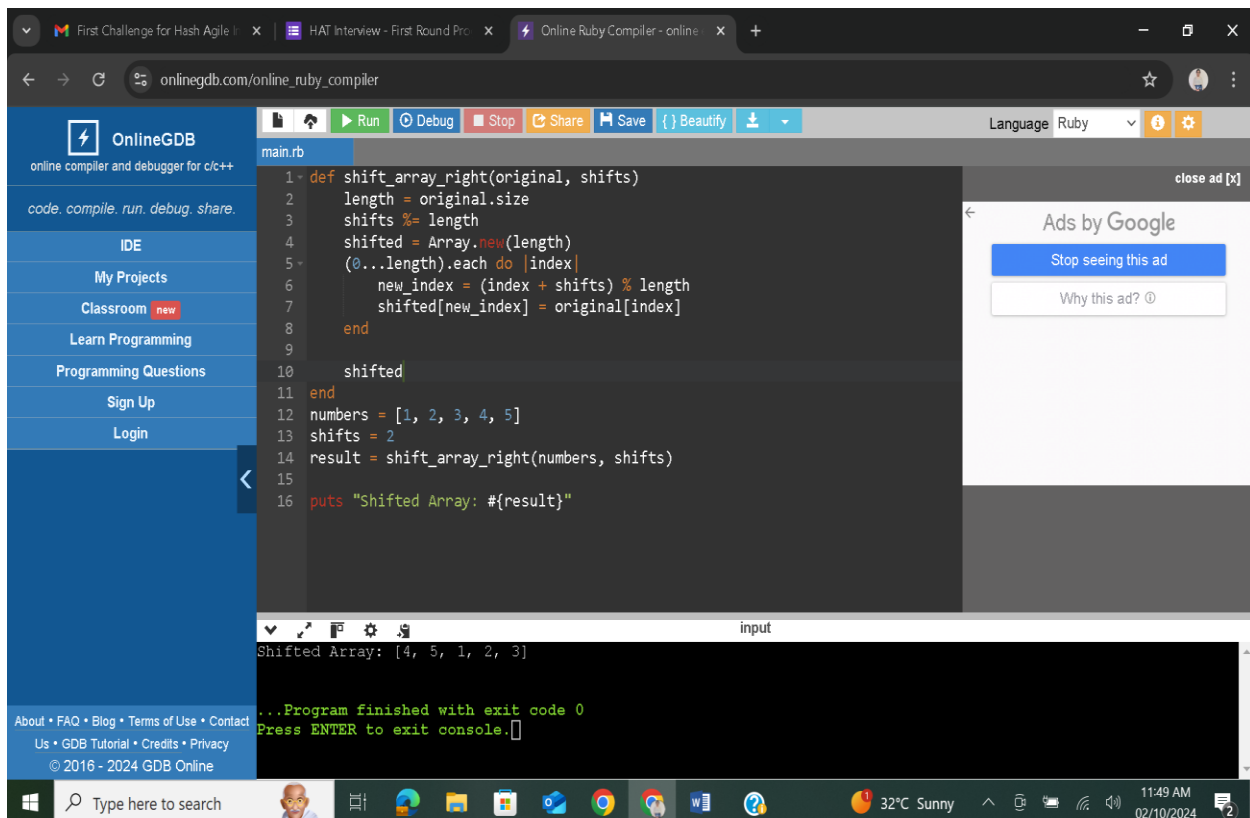 First Challenge for Hash Agile I
HAT Interview - First Round Pro
Online Ruby Compiler - online
onlinegdb.com/online_ruby_compiler
OnlineGDB
online compiler and debugger for c/c++
code. compile. run. debug. share.
IDE
My Projects
Classroom new
Learn Programming
Programming Questions
Sign Up
Login
About • FAQ • Blog • Terms of Use • Contact
Us • GDB Tutorial • Credits • Privacy
© 2016 - 2024 GDB Online
Run Debug Stop Share Save { } Beautify
Language Ruby
main.rb
1 def shift_array_right(original, shifts)
2 length = original.size
3 shifts %= length
4 shifted = Array.new(length)
5 (0...length).each do |index|
6 new_index = (index + shifts) % length
7 shifted[new_index] = original[index]
8 end
9
10 shifted
11 end
12 numbers = [1, 2, 3, 4, 5]
13 shifts = 2
14 result = shift_array_right(numbers, shifts)
15
16 puts "Shifted Array: #{result}"
close ad [x]
Ads by Google
Stop seeing this ad
Why this ad?
input
Shifted Array: [4, 5, 1, 2, 3]
...Program finished with exit code 0
Press ENTER to exit console.
Type here to search
32°C Sunny
11:49 AM
02/10/2024
2